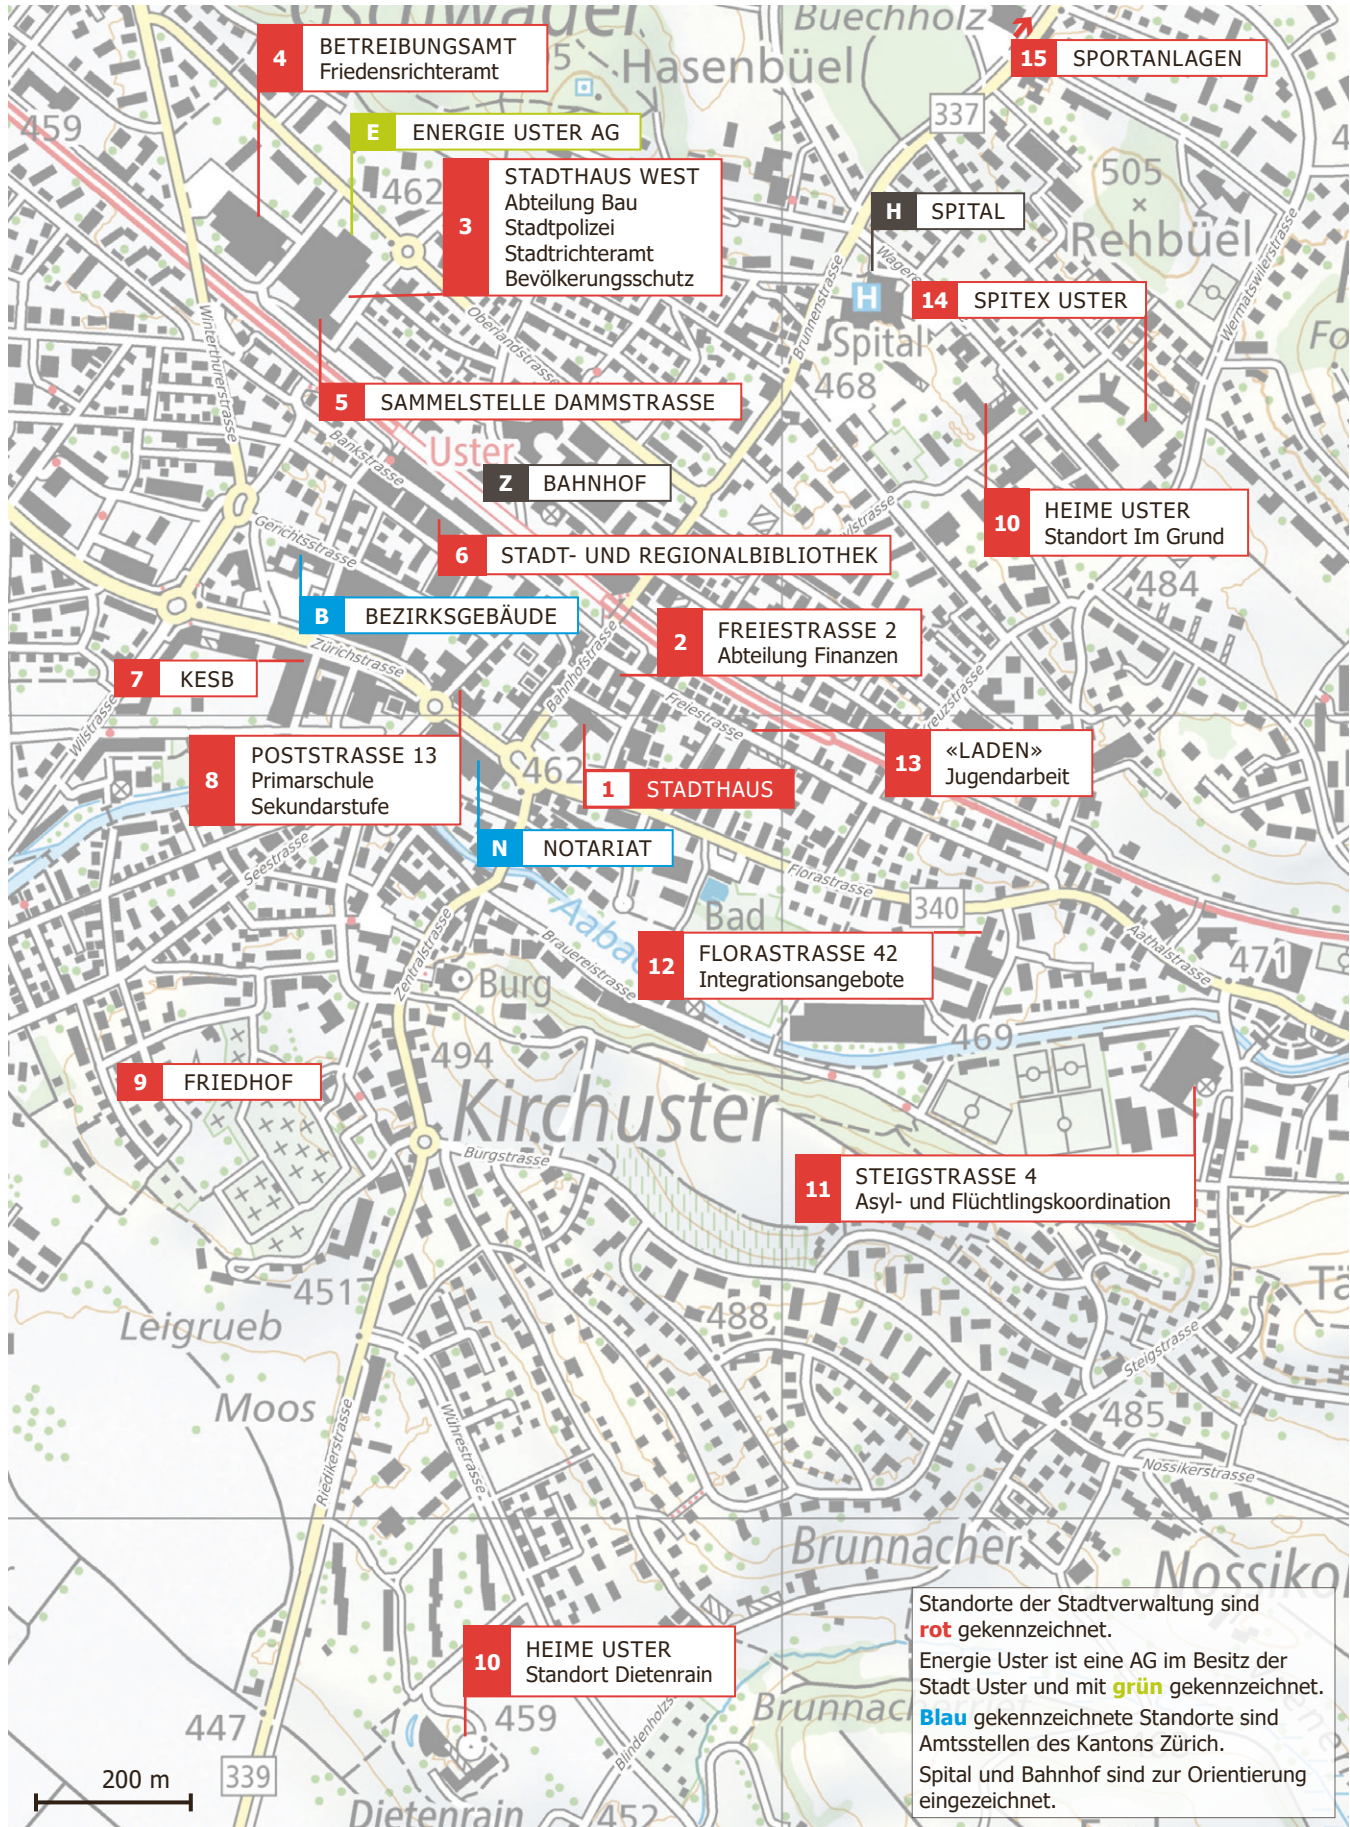 Gschwader
Buechholz
4
BETREIBUNGSAMT
Friedensrichteramt
Hasenbüel
15
SPORTANLAGEN
459
E
ENERGIE USTER AG
337
462
3
STADTHAUS WEST
Abteilung Bau
Stadtpolizei
Stadtrichteramt
Bevölkerungsschutz
505
H
SPITAL
Rehbüel
H
14
SPITEX USTER
Spital
468
Winterthurerstrasse
Oberlandstrasse
Brunnenstrasse
Wermatswilerstrasse
5
SAMMELSTELLE DAMMSTRASSE
Bankstrasse
Uster
Z
BAHNHOF
10
HEIME USTER
Standort Im Grund
Gerichtsstrasse
6
STADT- UND REGIONALBIBLIOTHEK
484
B
BEZIRKSGEBÄUDE
2
FREIESTRASSE 2
Abteilung Finanzen
Zürichstrasse
Bahnhofstrasse
7
KESB
Freiestrasse
Kreuzstrasse
Wilstrasse
8
POSTSTRASSE 13
Primarschule
Sekundarstufe
13
«LADEN»
Jugendarbeit
462
1
STADTHAUS
N
NOTARIAT
Seestrasse
Florastrasse
340
Bad
Zentralstrasse
Brauereistrasse
Aathalstrasse
12
FLORASTRASSE 42
Integrationsangebote
471
Burg
469
494
9
FRIEDHOF
Kirchuster
Burgstrasse
11
STEIGSTRASSE 4
Asyl- und Flüchtlingskoordination
451
Leigrueb
488
Steigstrasse
Moos
485
Riedikerstrasse
Wührestrasse
Nossikerstrasse
Brunnacher
10
HEIME USTER
Standort Dietenrain
459
447
339
Dietenrain
452
200 m
Standorte der Stadtverwaltung sind
rot gekennzeichnet.
Energie Uster ist eine AG im Besitz der
Stadt Uster und mit grün gekennzeichnet.
Blau gekennzeichnete Standorte sind
Amtsstellen des Kantons Zürich.
Spital und Bahnhof sind zur Orientierung
eingezeichnet.